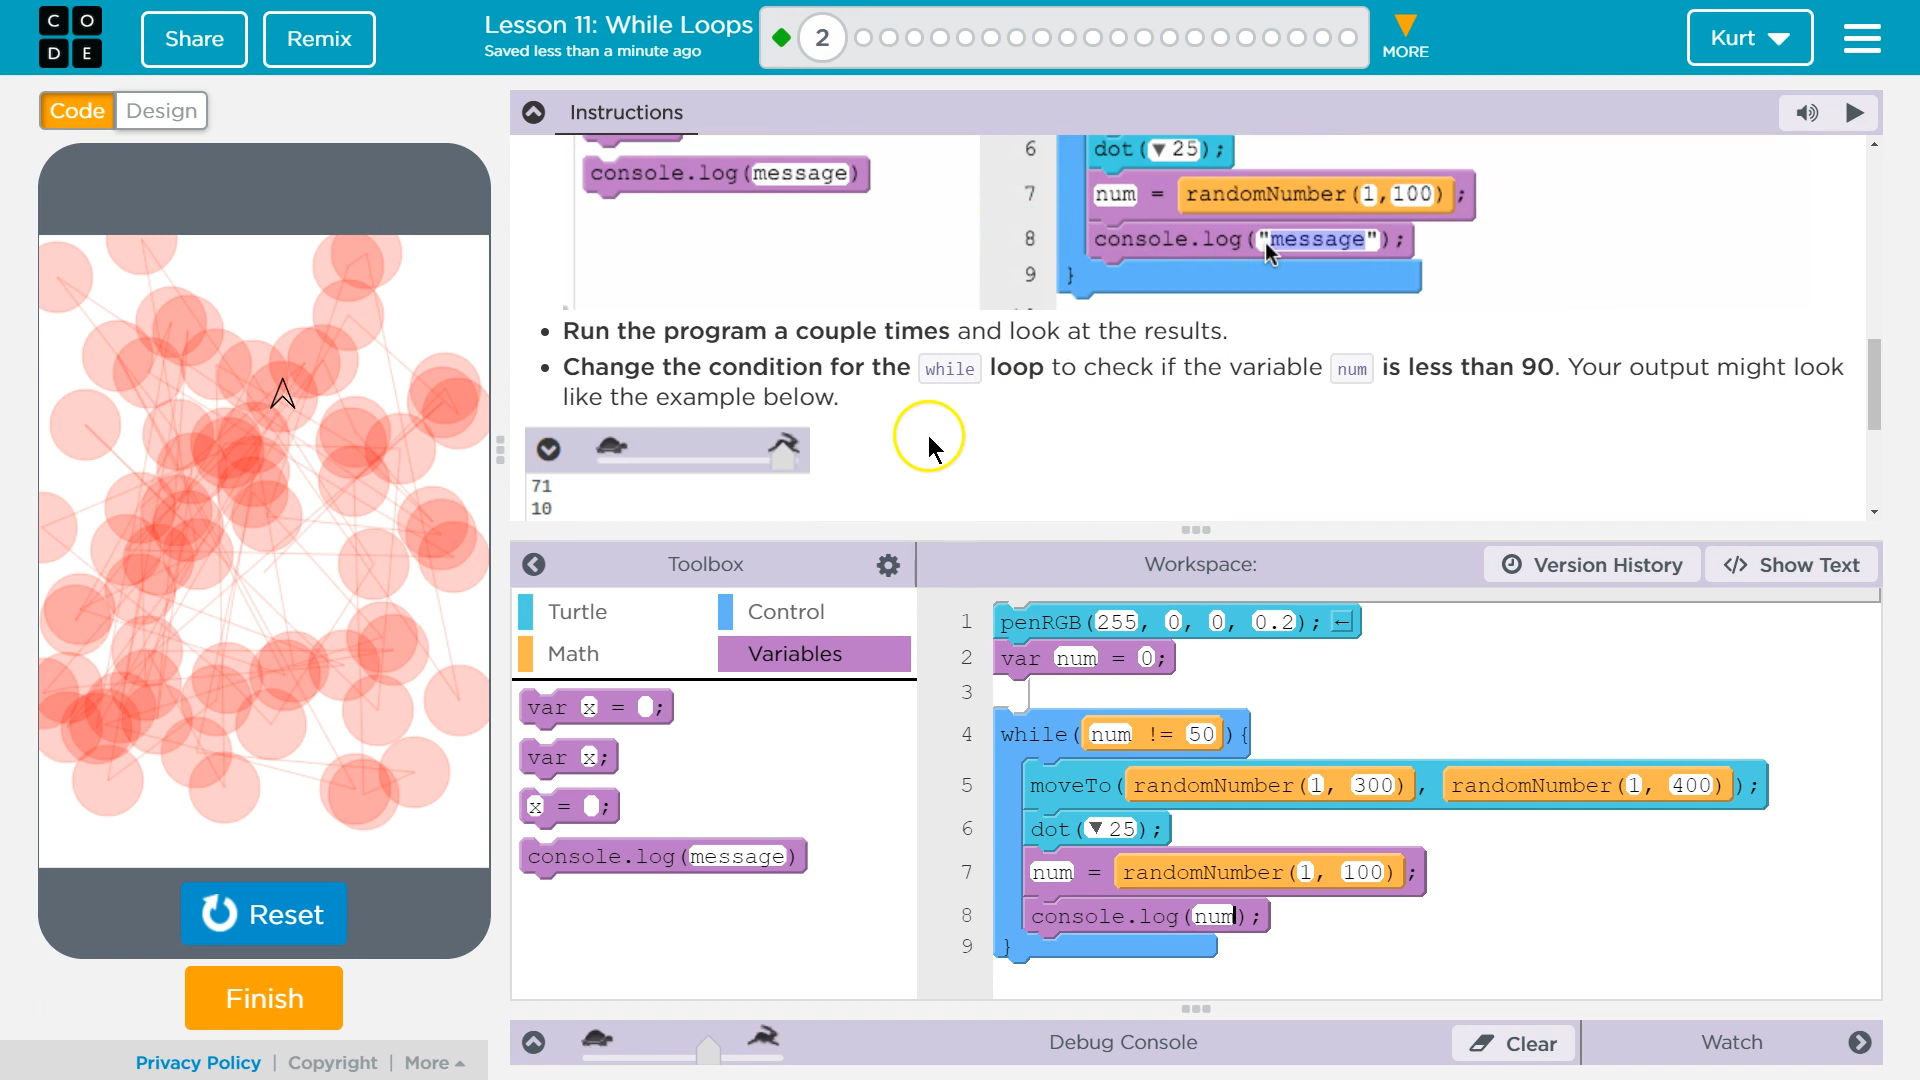 C O D E
Share
Remix
Lesson 11: While Loops
Saved less than a minute ago
2
MORE
Kurt
Code
Design
Instructions
console.log(message)
6 dot(▼25);
7 num = randomNumber(1,100);
8 console.log("message");
9 }
• Run the program a couple times and look at the results.
• Change the condition for the while loop to check if the variable num is less than 90. Your output might look
like the example below.
71
10
Toolbox
Workspace:
Version History
</> Show Text
Turtle
Control
Math
Variables
var x = ;
var x;
x = ;
console.log(message)
1 penRGB(255, 0, 0, 0.2);
2 var num = 0;
3
4 while(num != 50){
5 moveTo(randomNumber(1, 300), randomNumber(1, 400));
6 dot(▼25);
7 num = randomNumber(1, 100);
8 console.log(num);
9 }
Reset
Finish
Privacy Policy | Copyright | More
Debug Console
Clear
Watch